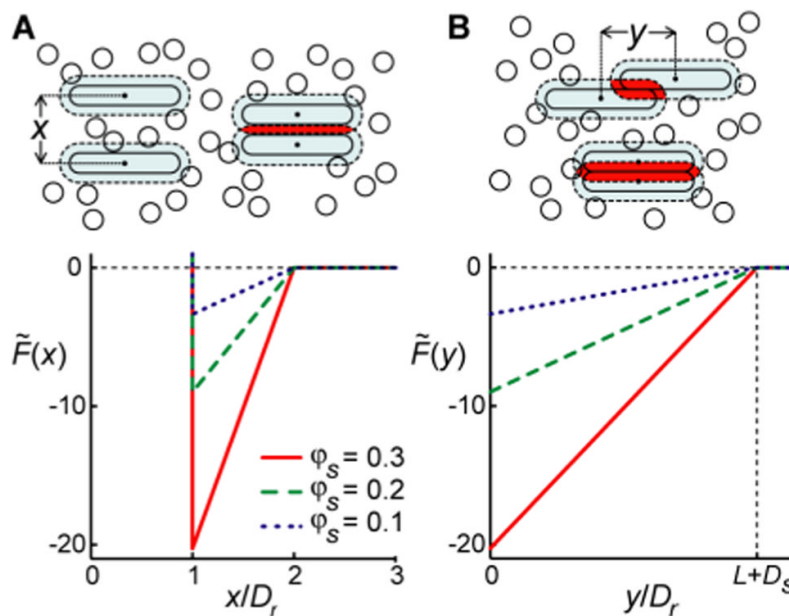 A
x
B
y
0
-10
-20
F̃(x)
φs = 0.3
φs = 0.2
φs = 0.1
0 1 2 3
x/Dr
0
-10
-20
F̃(y)
0 L+Ds
y/Dr